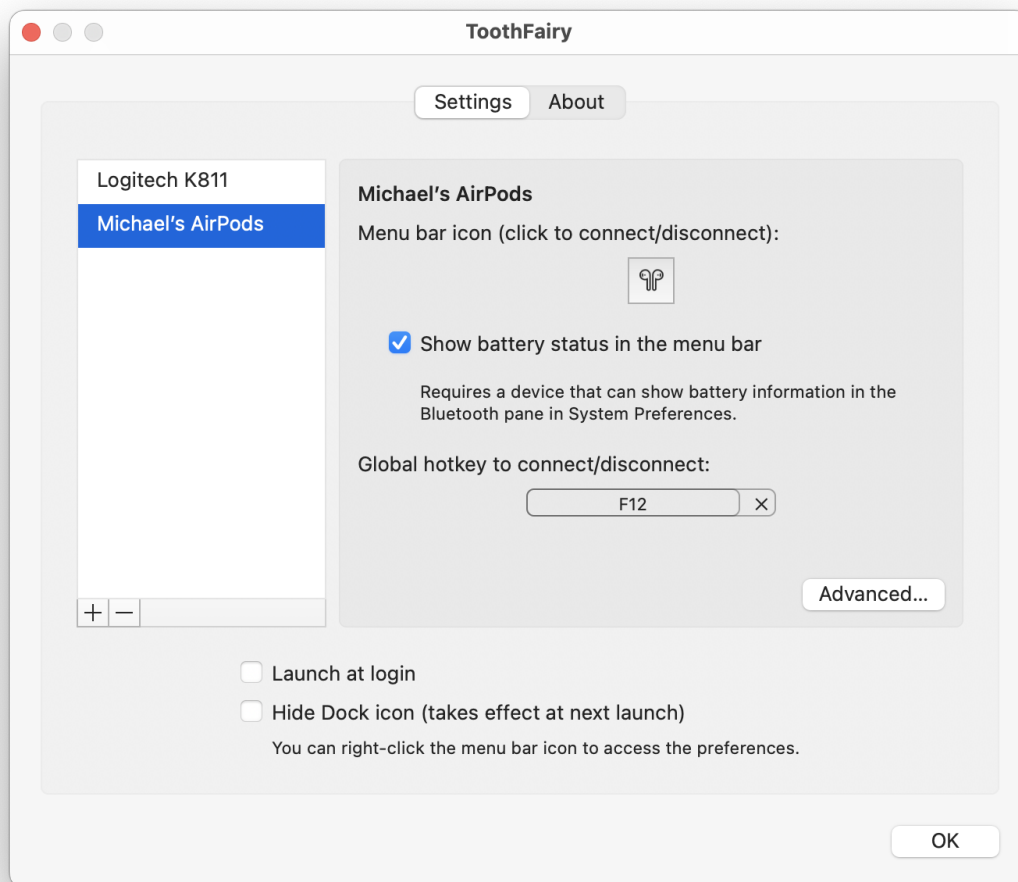 ToothFairy
Settings
About
Logitech K811
Michael’s AirPods
Michael’s AirPods
Menu bar icon (click to connect/disconnect):
Show battery status in the menu bar
Requires a device that can show battery information in the
Bluetooth pane in System Preferences.
Global hotkey to connect/disconnect:
F12
Advanced...
Launch at login
Hide Dock icon (takes effect at next launch)
You can right-click the menu bar icon to access the preferences.
OK